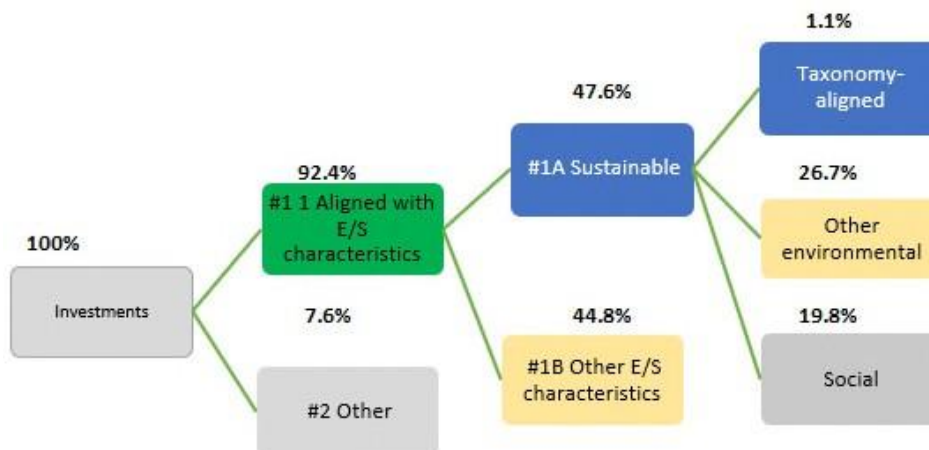 1.1%
Taxonomy-
aligned
47.6%
#1A Sustainable
92.4%
#1 1 Aligned with
E/S
characteristics
26.7%
Other
environmental
100%
Investments
7.6%
#2 Other
44.8%
#1B Other E/S
characteristics
19.8%
Social